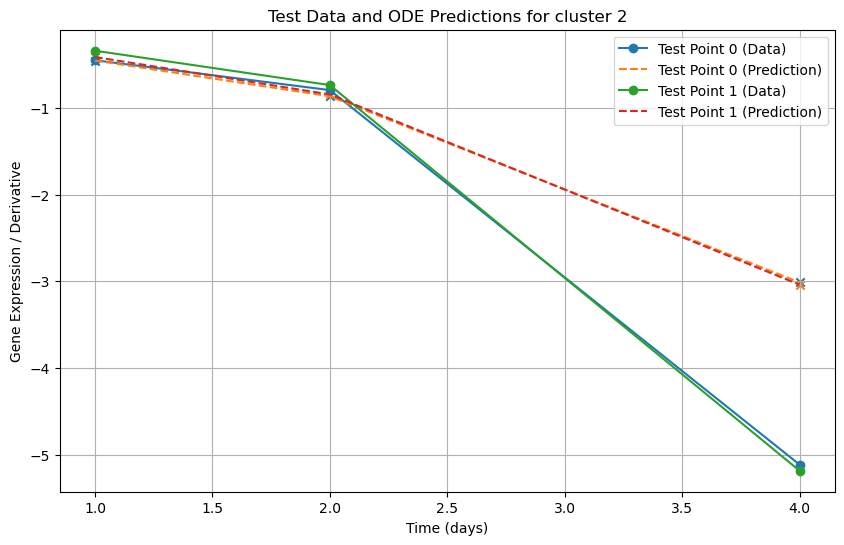 Test Data and ODE Predictions for cluster 2
Test Point 0 (Data)
Test Point 0 (Prediction)
Test Point 1 (Data)
Test Point 1 (Prediction)
Gene Expression / Derivative
−1
−2
−3
−4
−5
1.0 1.5 2.0 2.5 3.0 3.5 4.0
Time (days)